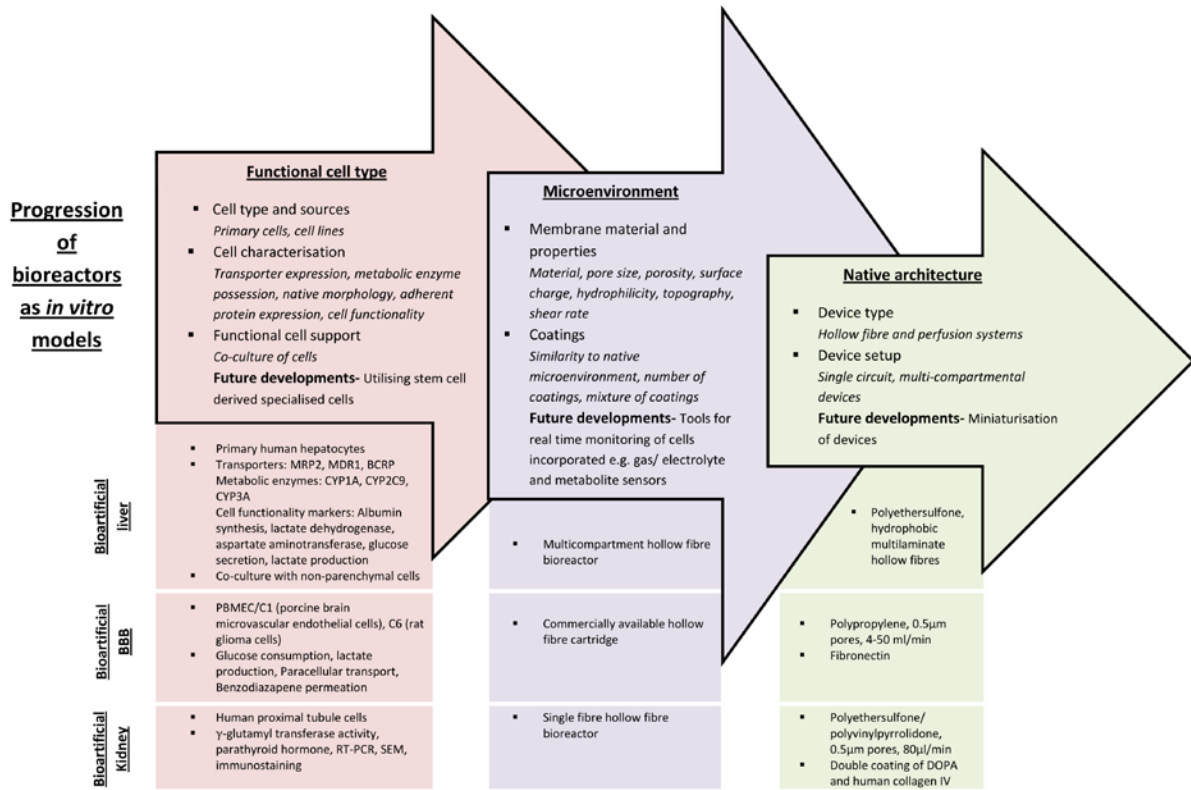 Progression
of
bioreactors
as in vitro
models
Functional cell type
▪ Cell type and sources
Primary cells, cell lines
▪ Cell characterisation
Transporter expression, metabolic enzyme
possession, native morphology, adherent
protein expression, cell functionality
▪ Functional cell support
Co-culture of cells
Future developments- Utilising stem cell
derived specialised cells
Microenvironment
▪ Membrane material and
properties
Material, pore size, porosity, surface
charge, hydrophilicity, topography,
shear rate
▪ Coatings
Similarity to native
microenvironment, number of
coatings, mixture of coatings
Future developments- Tools for
real time monitoring of cells
incorporated e.g. gas/ electrolyte
and metabolite sensors
Native architecture
▪ Device type
Hollow fibre and perfusion systems
▪ Device setup
Single circuit, multi-compartmental
devices
Future developments- Miniaturisation
of devices
Bioartificial
liver
▪ Primary human hepatocytes
▪ Transporters: MRP2, MDR1, BCRP
Metabolic enzymes: CYP1A, CYP2C9,
CYP3A
Cell functionality markers: Albumin
synthesis, lactate dehydrogenase,
aspartate aminotransferase, glucose
secretion, lactate production
▪ Co-culture with non-parenchymal cells
▪ Multicompartment hollow fibre
bioreactor
▪ Polyethersulfone,
hydrophobic
multilaminate
hollow fibres
Bioartificial
BBB
▪ PBMEC/C1 (porcine brain
microvascular endothelial cells), C6 (rat
glioma cells)
▪ Glucose consumption, lactate
production, Paracellular transport,
Benzodiazapene permeation
▪ Commercially available hollow
fibre cartridge
▪ Polypropylene, 0.5µm
pores, 4-50 ml/min
▪ Fibronectin
Bioartificial
Kidney
▪ Human proximal tubule cells
▪ γ-glutamyl transferase activity,
parathyroid hormone, RT-PCR, SEM,
immunostaining
▪ Single fibre hollow fibre
bioreactor
▪ Polyethersulfone/
polyvinylpyrrolidone,
0.5µm pores, 80µl/min
▪ Double coating of DOPA
and human collagen IV